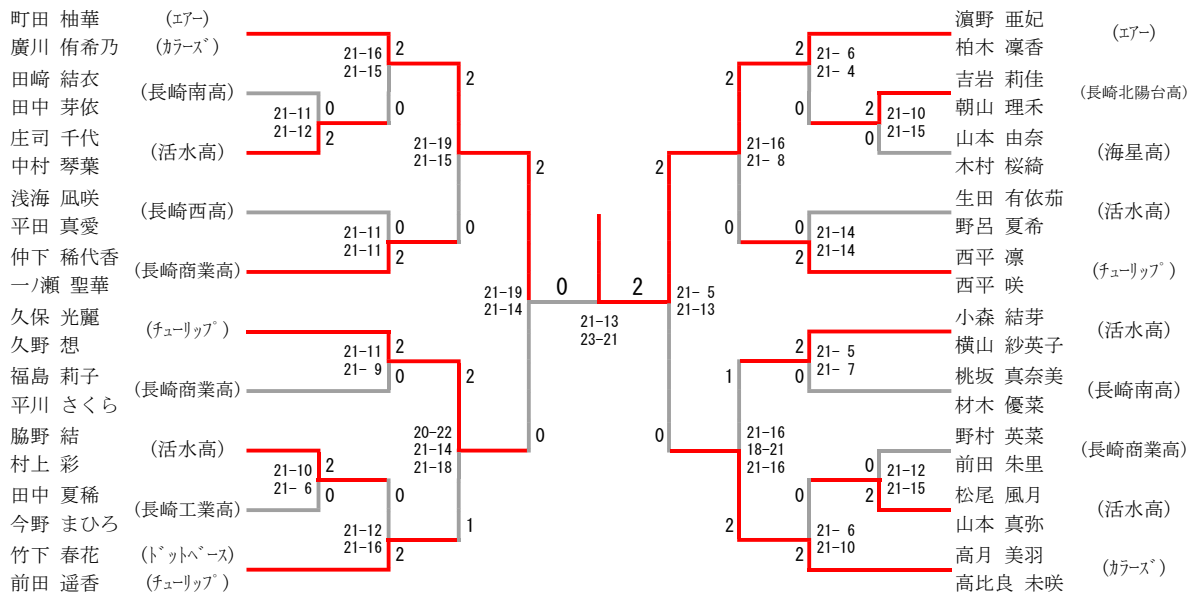 町田 柚華 (ｴｱｰ)
廣川 侑希乃 (ｶﾗｰｽﾞ)
田﨑 結衣
(長崎南高)
田中 芽依
庄司 千代
(活水高)
中村 琴葉
浅海 凪咲
(長崎西高)
平田 真愛
仲下 稀代香
(長崎商業高)
一ﾉ瀬 聖華
久保 光麗
(ﾁｭｰﾘｯﾌﾟ)
久野 想
福島 莉子
(長崎商業高)
平川 さくら
脇野 結
(活水高)
村上 彩
田中 夏稀
(長崎工業高)
今野 まひろ
竹下 春花 (ﾄﾞｯﾄﾍﾞｰｽ)
前田 遥香 (ﾁｭｰﾘｯﾌﾟ)
21-16
21-15
2
0
21-11
21-12
0
2
21-19
21-15
2
0
21-11
21-11
0
2
21-19
21-14
2
0
21-11
21- 9
2
0
20-22
21-14
21-18
2
1
21-10
21- 6
2
0
21-12
21-16
0
2
0
2
21-13
23-21
21- 5
21-13
2
0
21-16
21- 8
2
0
21- 6
21- 4
2
0
21-10
21-15
2
0
21-14
21-14
0
2
21-16
18-21
21-16
1
2
21- 5
21- 7
2
0
21-12
21-15
0
2
21- 6
21-10
0
2
濵野 亜妃
(ｴｱｰ)
柏木 凜香
吉岩 莉佳
(長崎北陽台高)
朝山 理禾
山本 由奈
(海星高)
木村 桜綺
生田 有依茄
(活水高)
野呂 夏希
西平 凛
(ﾁｭｰﾘｯﾌﾟ)
西平 咲
小森 結芽
(活水高)
横山 紗英子
桃坂 真奈美
(長崎南高)
材木 優菜
野村 英菜
(長崎商業高)
前田 朱里
松尾 風月
(活水高)
山本 真弥
高月 美羽
(ｶﾗｰｽﾞ)
高比良 未咲